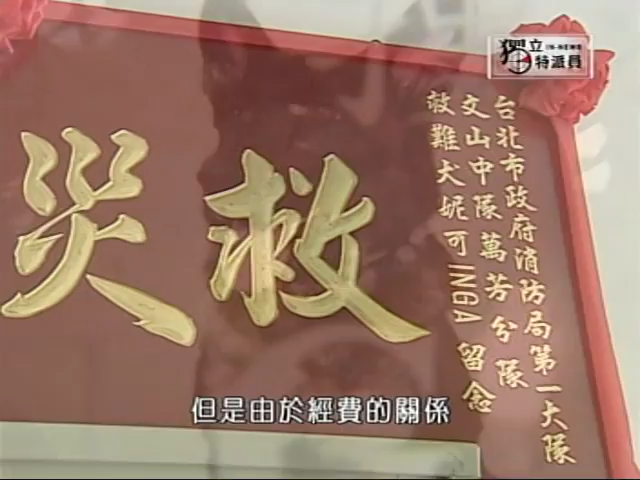 獨立
IN-NEWS
特派員
台北市政府消防局第一大隊
文山中隊萬芳分隊
救難犬妮可INGA 留念
救災
但是由於經費的關係